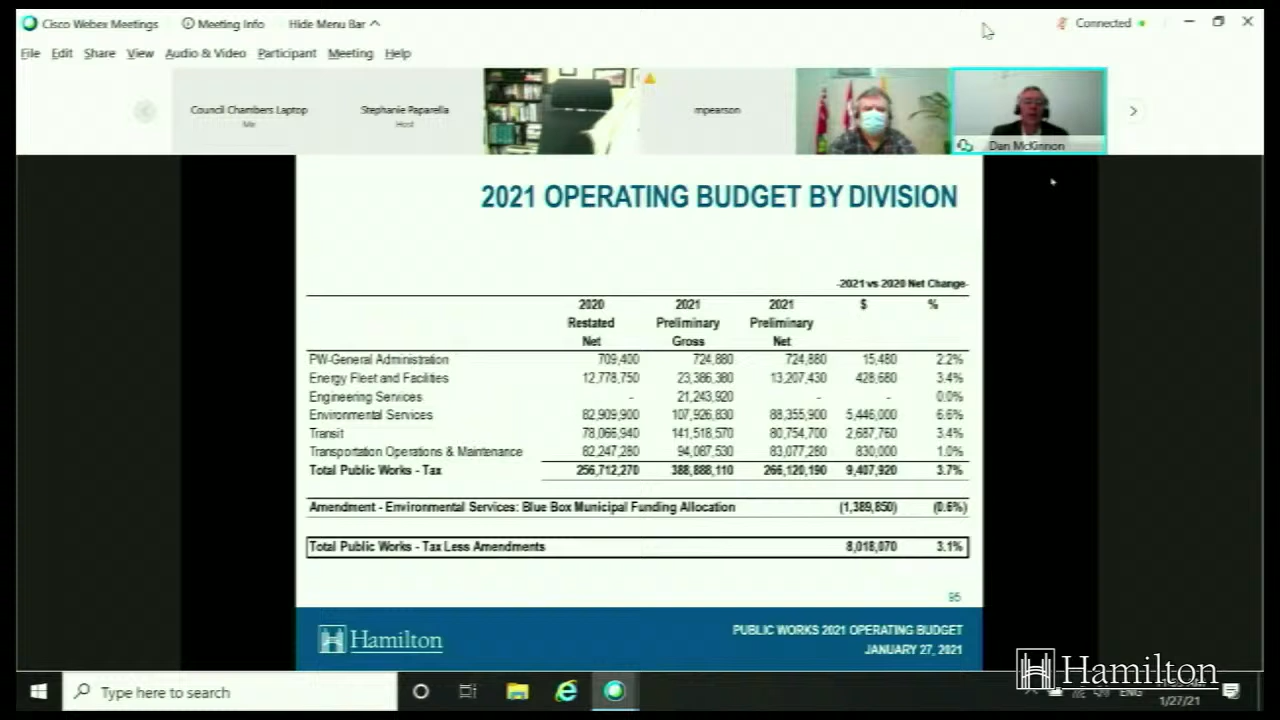 Cisco Webex Meetings Meeting Info Hide Menu Bar Connected
File Edit Share View Audio & Video Participant Meeting Help
Council Chambers Laptop
Me
Stephanie Paparella
Host
mpearson
Dan McKinnon
2021 OPERATING BUDGET BY DIVISION
-2021 vs 2020 Net Change-
2020 Restated Net
2021 Preliminary Gross
2021 Preliminary Net
$ %
PW-General Administration 709,400 724,880 724,880 15,480 2.2%
Energy Fleet and Facilities 12,778,750 23,386,380 13,207,430 428,680 3.4%
Engineering Services - 21,243,920 - - 0.0%
Environmental Services 82,909,900 107,926,830 88,355,900 5,446,000 6.6%
Transit 78,066,940 141,518,570 80,754,700 2,687,760 3.4%
Transportation Operations & Maintenance 82,247,280 94,087,530 83,077,280 830,000 1.0%
Total Public Works - Tax 256,712,270 388,888,110 266,120,190 9,407,920 3.7%
Amendment - Environmental Services: Blue Box Municipal Funding Allocation (1,389,850) (0.6%)
Total Public Works - Tax Less Amendments 8,018,070 3.1%
95
Hamilton
PUBLIC WORKS 2021 OPERATING BUDGET
JANUARY 27, 2021
Hamilton
Type here to search
ENG
1/27/21